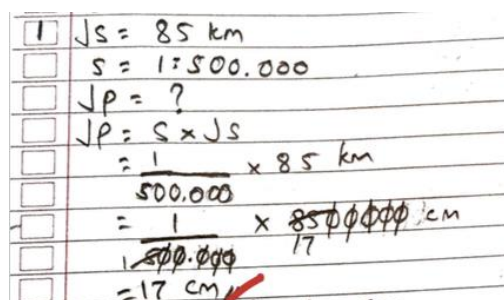 1 JS = 85 km
S = 1:500.000
JP = ?
JP = S x JS
= 1/500.000 x 85 km
= 1/500.000 x 8500000 cm
1 17
= 17 cm